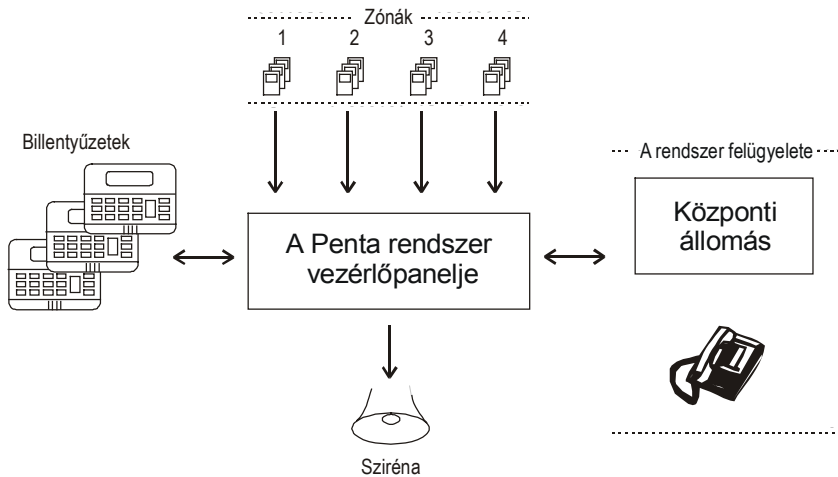 Zónák
1 2 3 4
Billentyűzetek
A rendszer felügyelete
A Penta rendszer
vezérlőpanelje
Központi
állomás
Sziréna